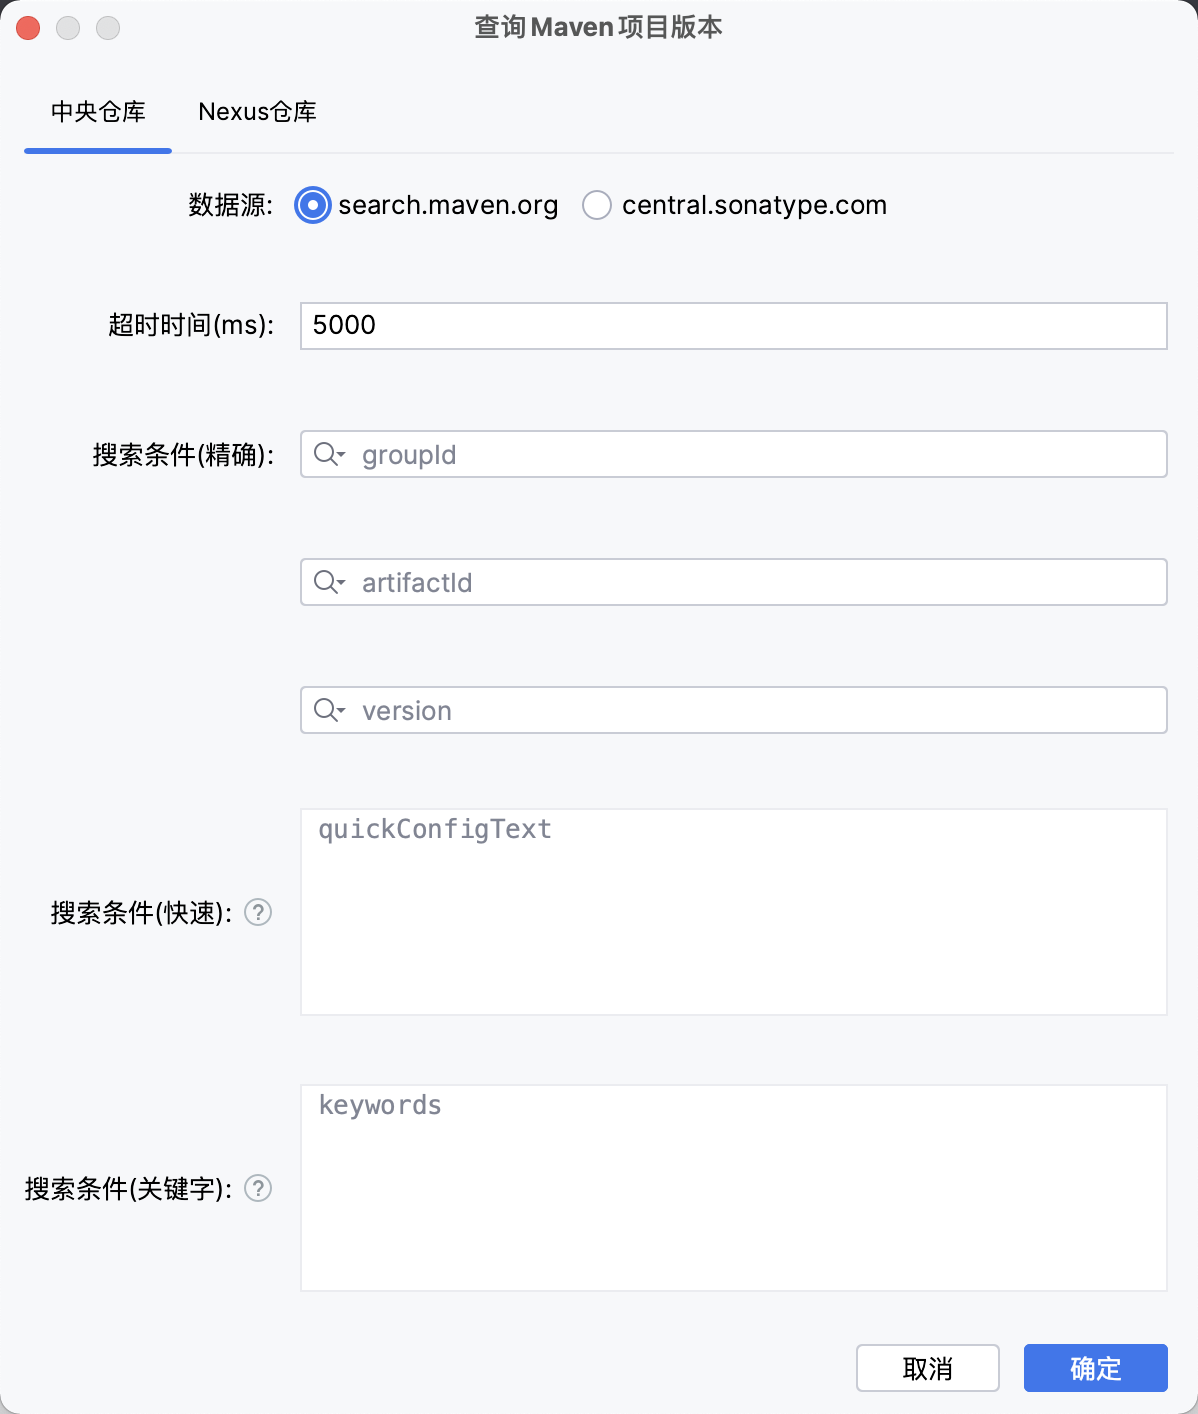 查询Maven项目版本
中央仓库 Nexus仓库
数据源: search.maven.org central.sonatype.com
超时时间(ms): 5000
搜索条件(精确): groupId
artifactId
version
quickConfigText
搜索条件(快速): ?
keywords
搜索条件(关键字): ?
取消 确定